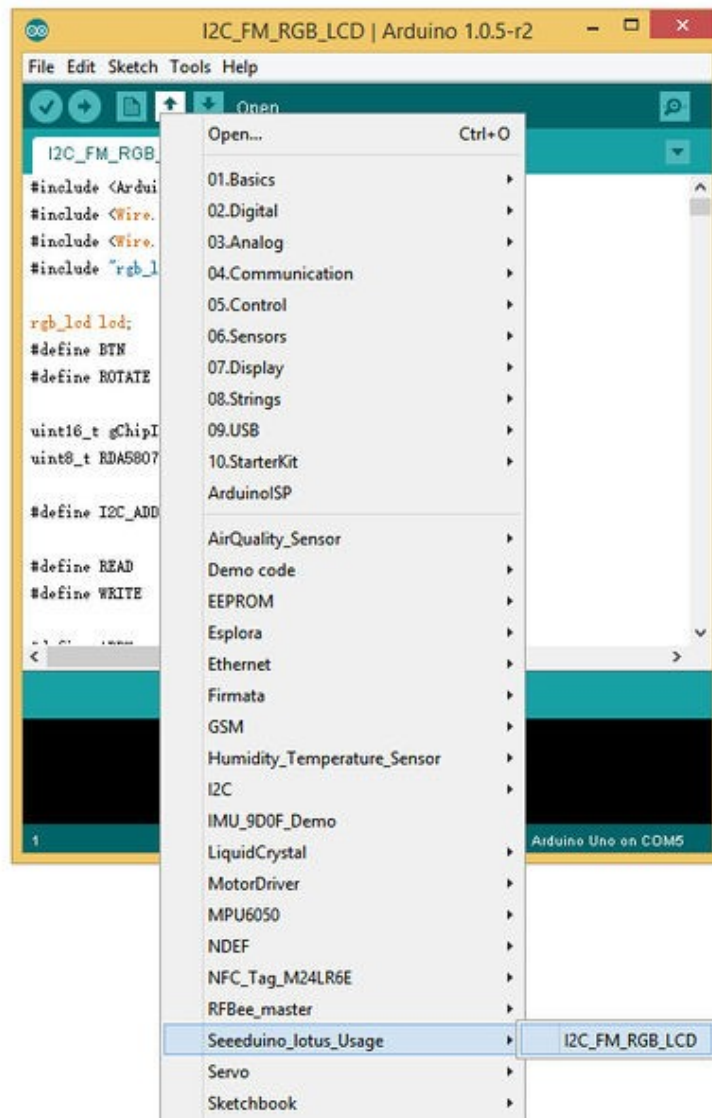 I2C_FM_RGB_LCD | Arduino 1.0.5-r2
File Edit Sketch Tools Help
Open
I2C_FM_RGB_
#include <Ardui
#include <Wire.
#include <Wire.
#include "rgb_l
rgb_lcd lcd;
#define BTN
#define ROTATE
uint16_t gChipI
uint8_t RDA5807
#define I2C_ADD
#define READ
#define WRITE
Open... Ctrl+O
01.Basics
02.Digital
03.Analog
04.Communication
05.Control
06.Sensors
07.Display
08.Strings
09.USB
10.StarterKit
ArduinoISP
AirQuality_Sensor
Demo code
EEPROM
Esplora
Ethernet
Firmata
GSM
Humidity_Temperature_Sensor
I2C
IMU_9D0F_Demo
LiquidCrystal
MotorDriver
MPU6050
NDEF
NFC_Tag_M24LR6E
RFBee_master
Seeeduino_lotus_Usage
I2C_FM_RGB_LCD
Servo
Sketchbook
1 Arduino Uno on COM5